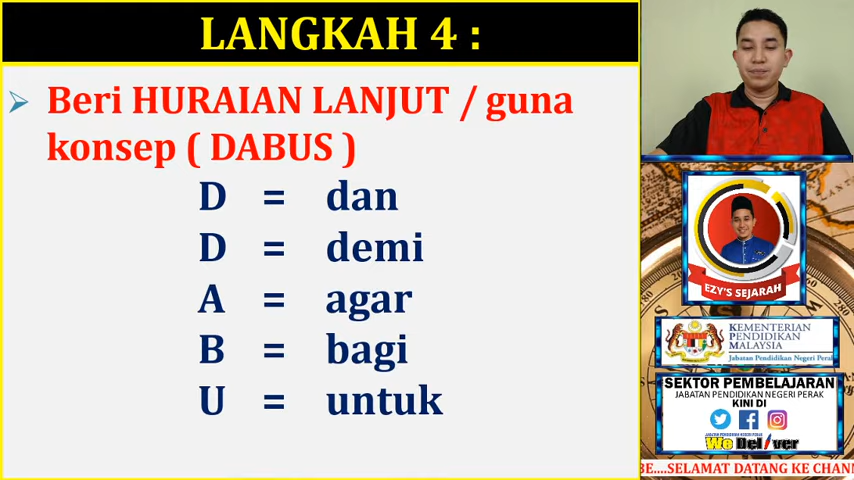 LANGKAH 4 :
Beri HURAIAN LANJUT / guna
konsep ( DABUS )
D = dan
D = demi
A = agar
B = bagi
U = untuk
EZY'S SEJARAH
KEMENTERIAN
PENDIDIKAN
MALAYSIA
Jabatan Pendidikan Negeri Perak
SEKTOR PEMBELAJARAN
JABATAN PENDIDIKAN NEGERI PERAK
KINI DI
We Deliver
BE....SELAMAT DATANG KE CHANN